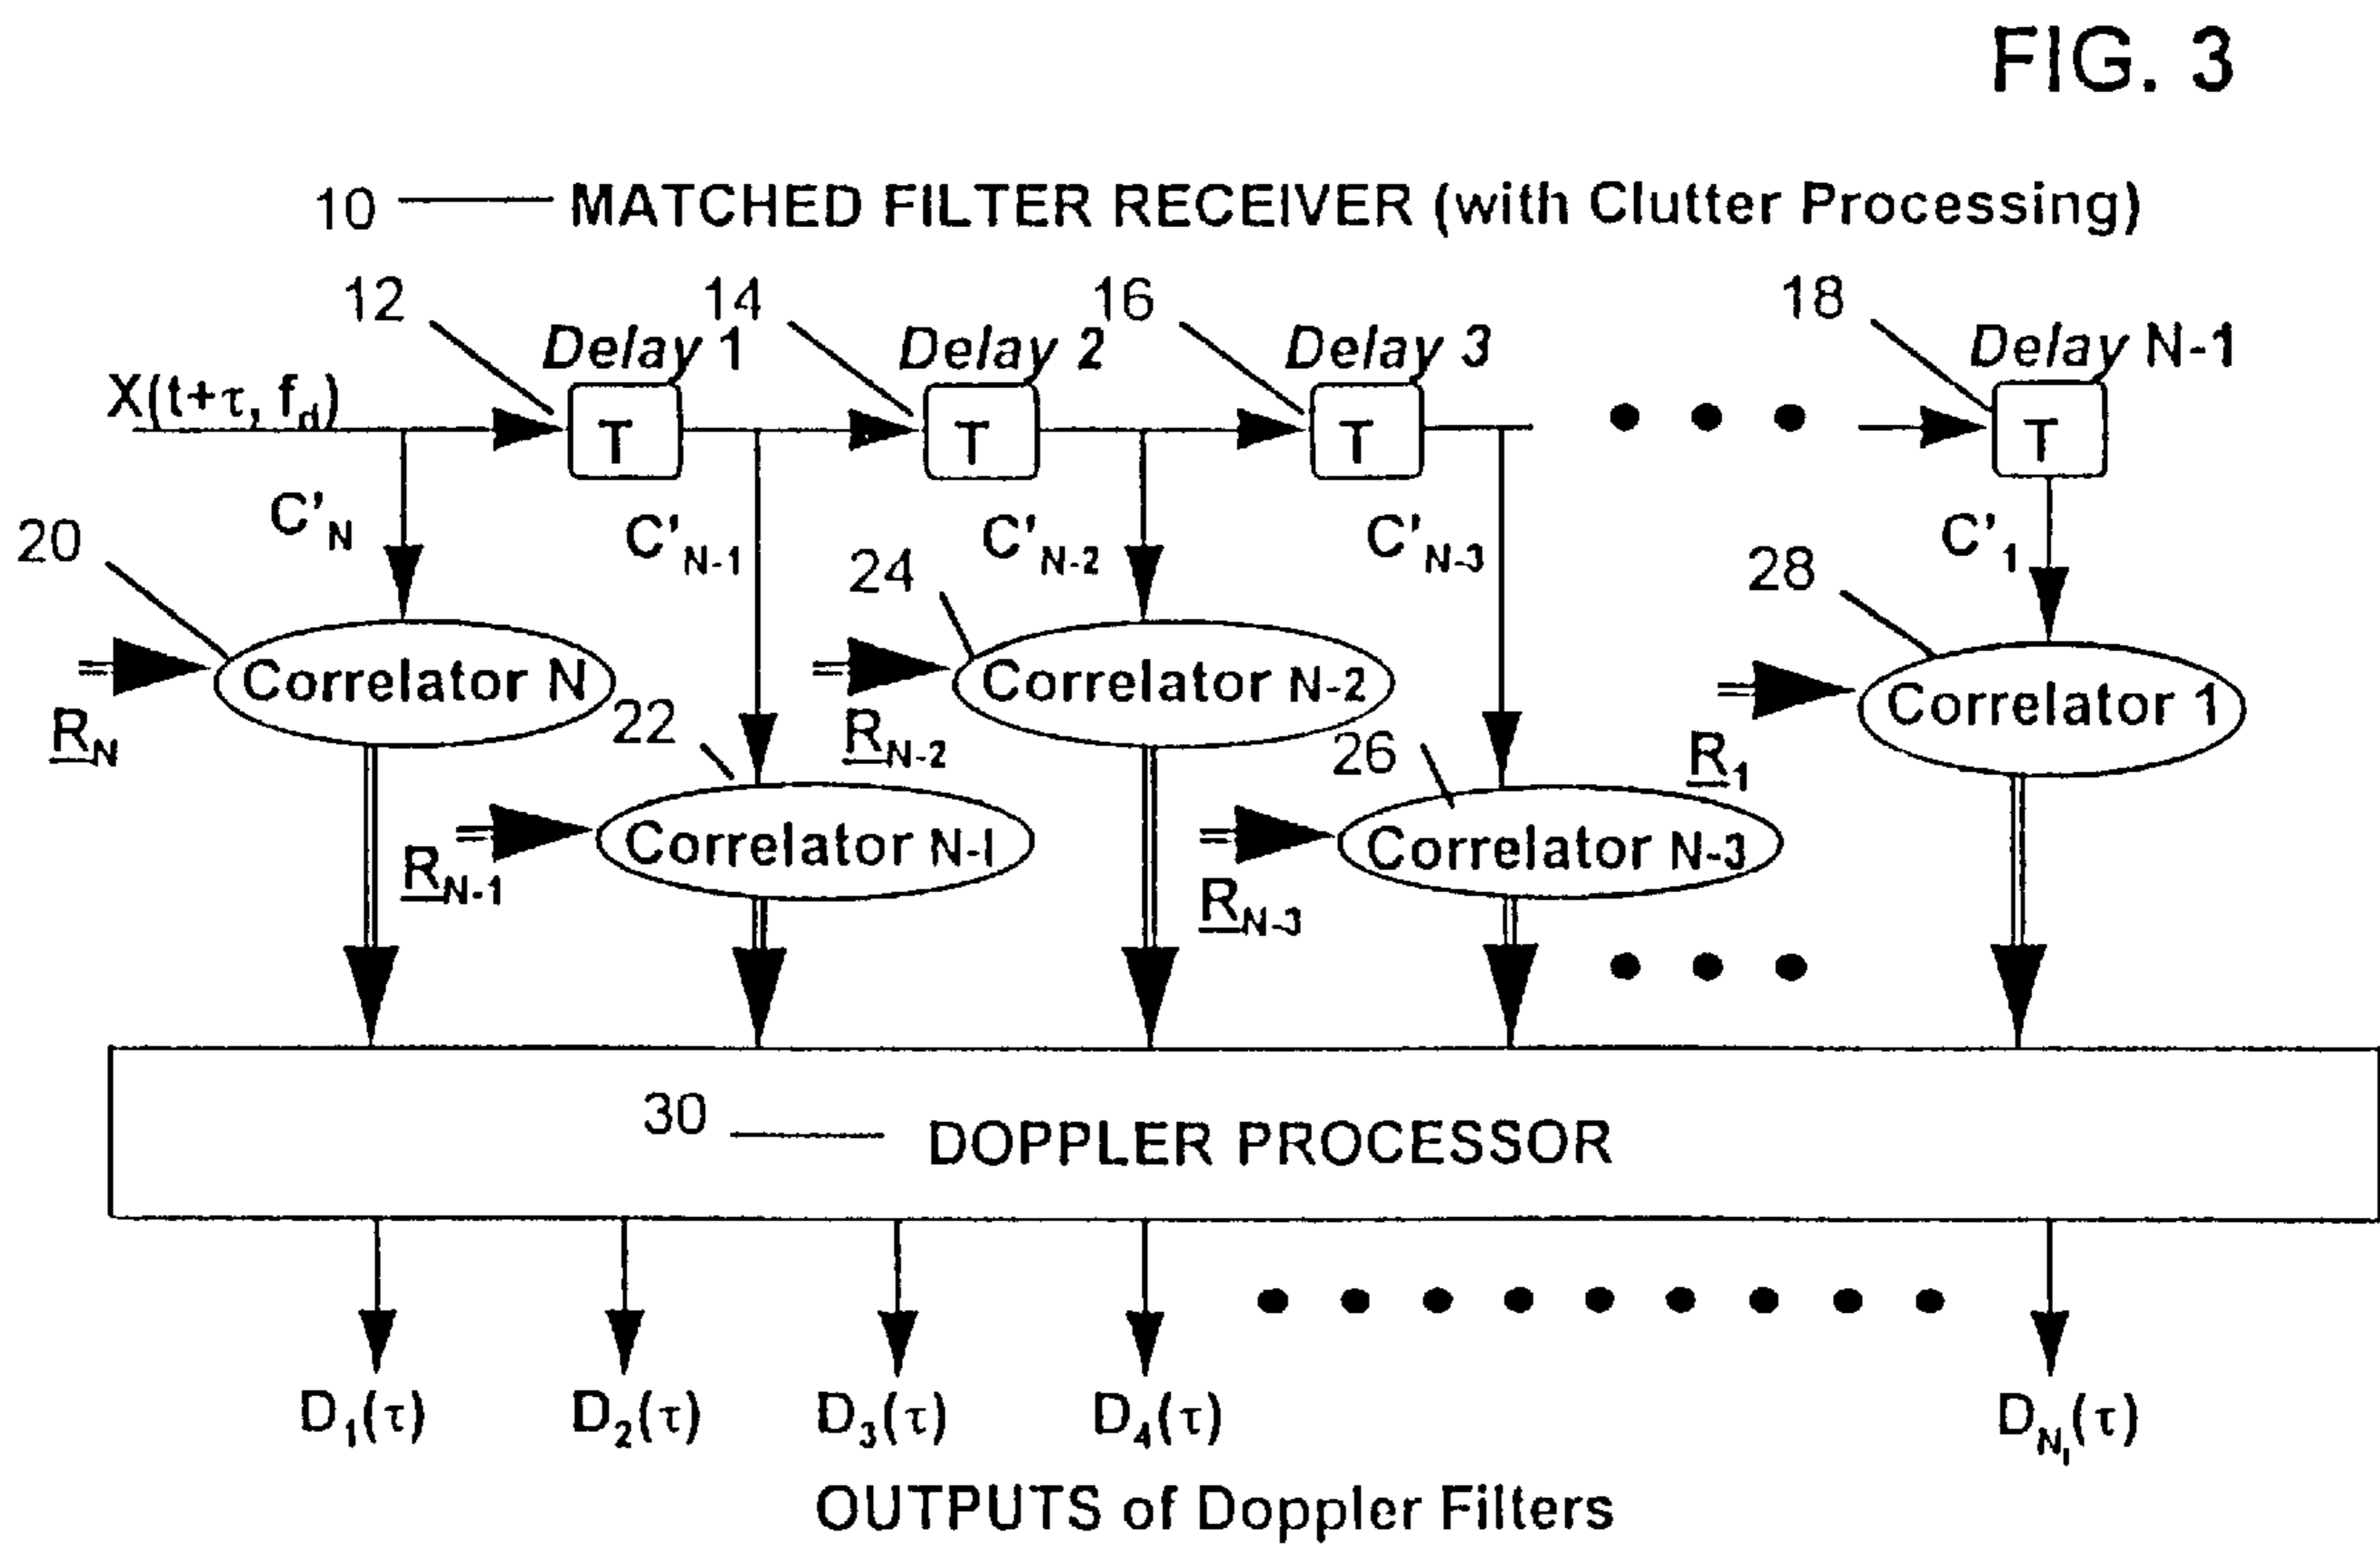 FIG. 3
10 MATCHED FILTER RECEIVER (with Clutter Processing)
12 14 16 18
Delay 1 Delay 2 Delay 3 Delay N-1
X(t+τ, f_d)
T T T T
C'_N C'_N-1 C'_N-2 C'_N-3 C'_1
20 24 28
Correlator N Correlator N-2 Correlator 1
22 26
R_N R_N-2 R_1
Correlator N-1 Correlator N-3
R_N-1 R_N-3
30 DOPPLER PROCESSOR
D_1(τ) D_2(τ) D_3(τ) D_4(τ) D_N_1(τ)
OUTPUTS of Doppler Filters